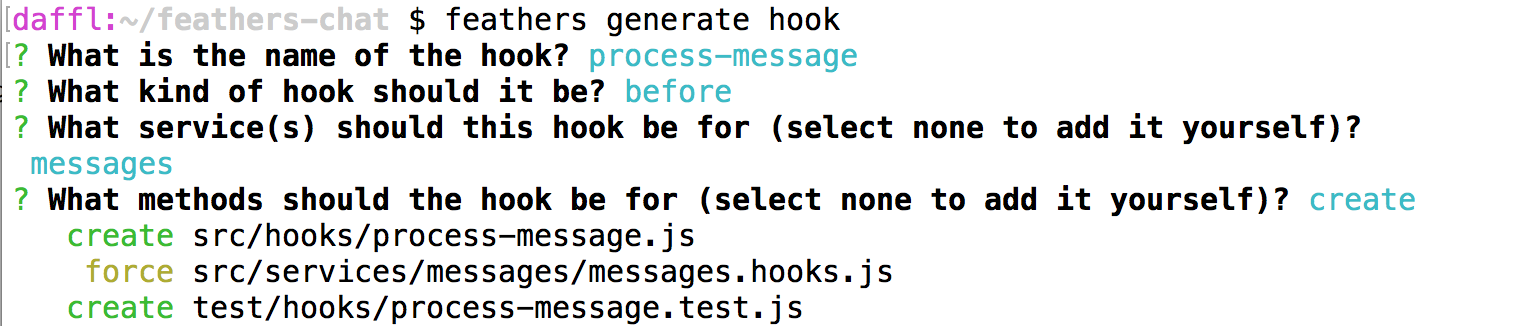 daffl:~/feathers-chat $ feathers generate hook
? What is the name of the hook? process-message
? What kind of hook should it be? before
? What service(s) should this hook be for (select none to add it yourself)?
messages
? What methods should the hook be for (select none to add it yourself)? create
create src/hooks/process-message.js
force src/services/messages/messages.hooks.js
create test/hooks/process-message.test.js